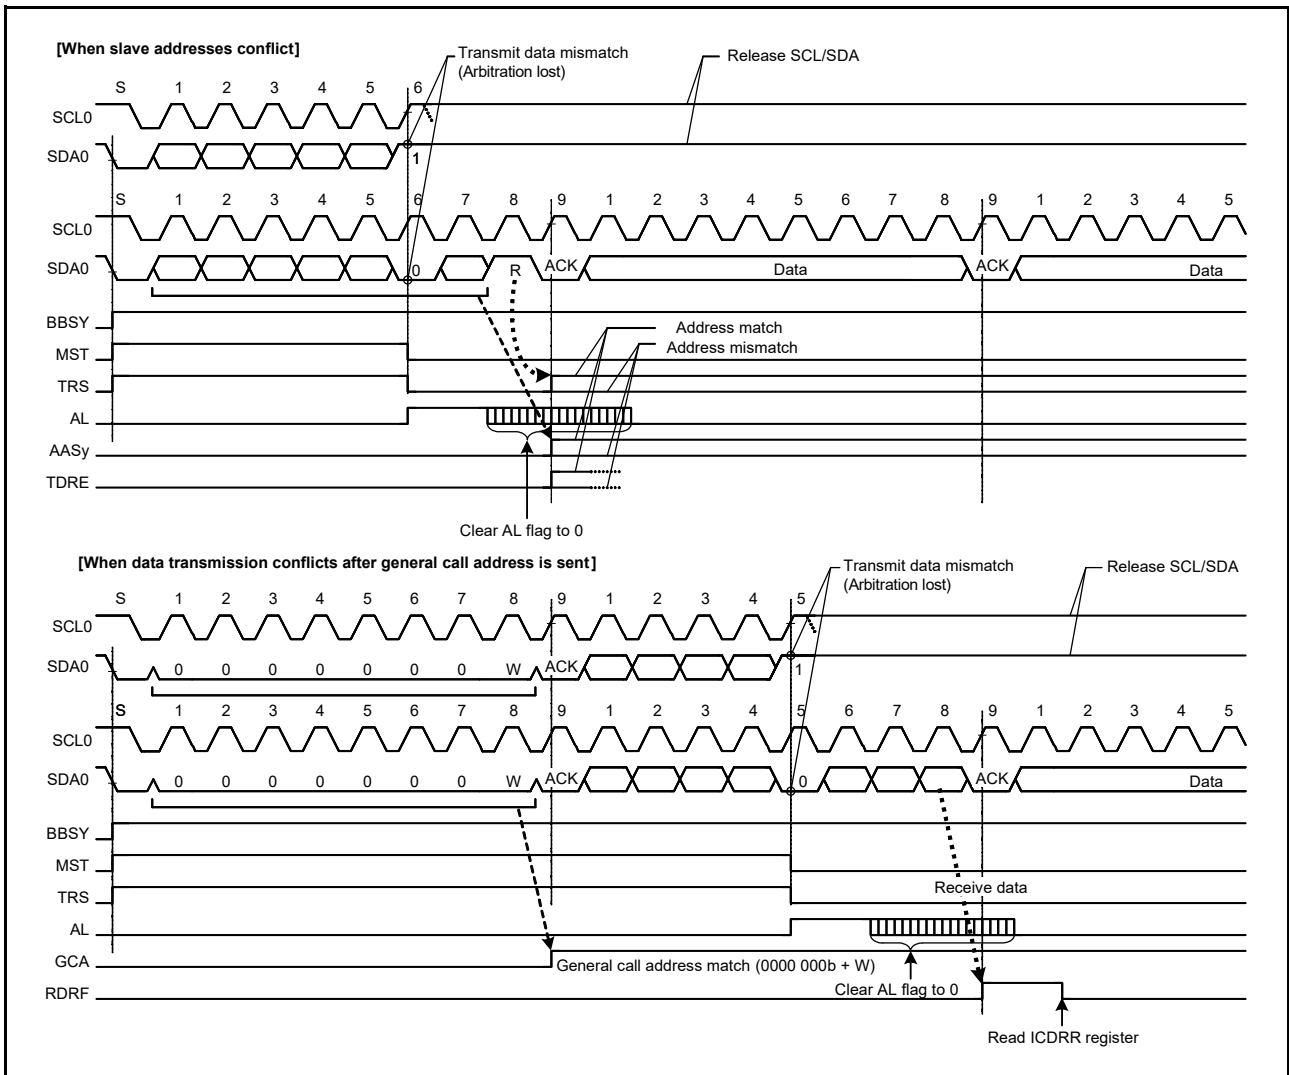 [When slave addresses conflict]
Transmit data mismatch
(Arbitration lost)
Release SCL/SDA
S 1 2 3 4 5 6
SCL0
SDA0
1
S 1 2 3 4 5 6 7 8 9 1 2 3 4 5 6 7 8 9 1 2 3 4 5
SCL0
SDA0 0 R ACK Data ACK Data
BBSY
Address match
MST
Address mismatch
TRS
AL
AASy
TDRE
Clear AL flag to 0
[When data transmission conflicts after general call address is sent]
Transmit data mismatch
(Arbitration lost)
Release SCL/SDA
S 1 2 3 4 5 6 7 8 9 1 2 3 4 5
SCL0
SDA0 0 0 0 0 0 0 0 W ACK 1
S 1 2 3 4 5 6 7 8 9 1 2 3 4 5 6 7 8 9 1 2 3 4 5
SCL0
SDA0 0 0 0 0 0 0 0 W ACK 0 ACK Data
BBSY
MST
Receive data
TRS
AL
GCA
General call address match (0000 000b + W)
Clear AL flag to 0
RDRF
Read ICDRR register